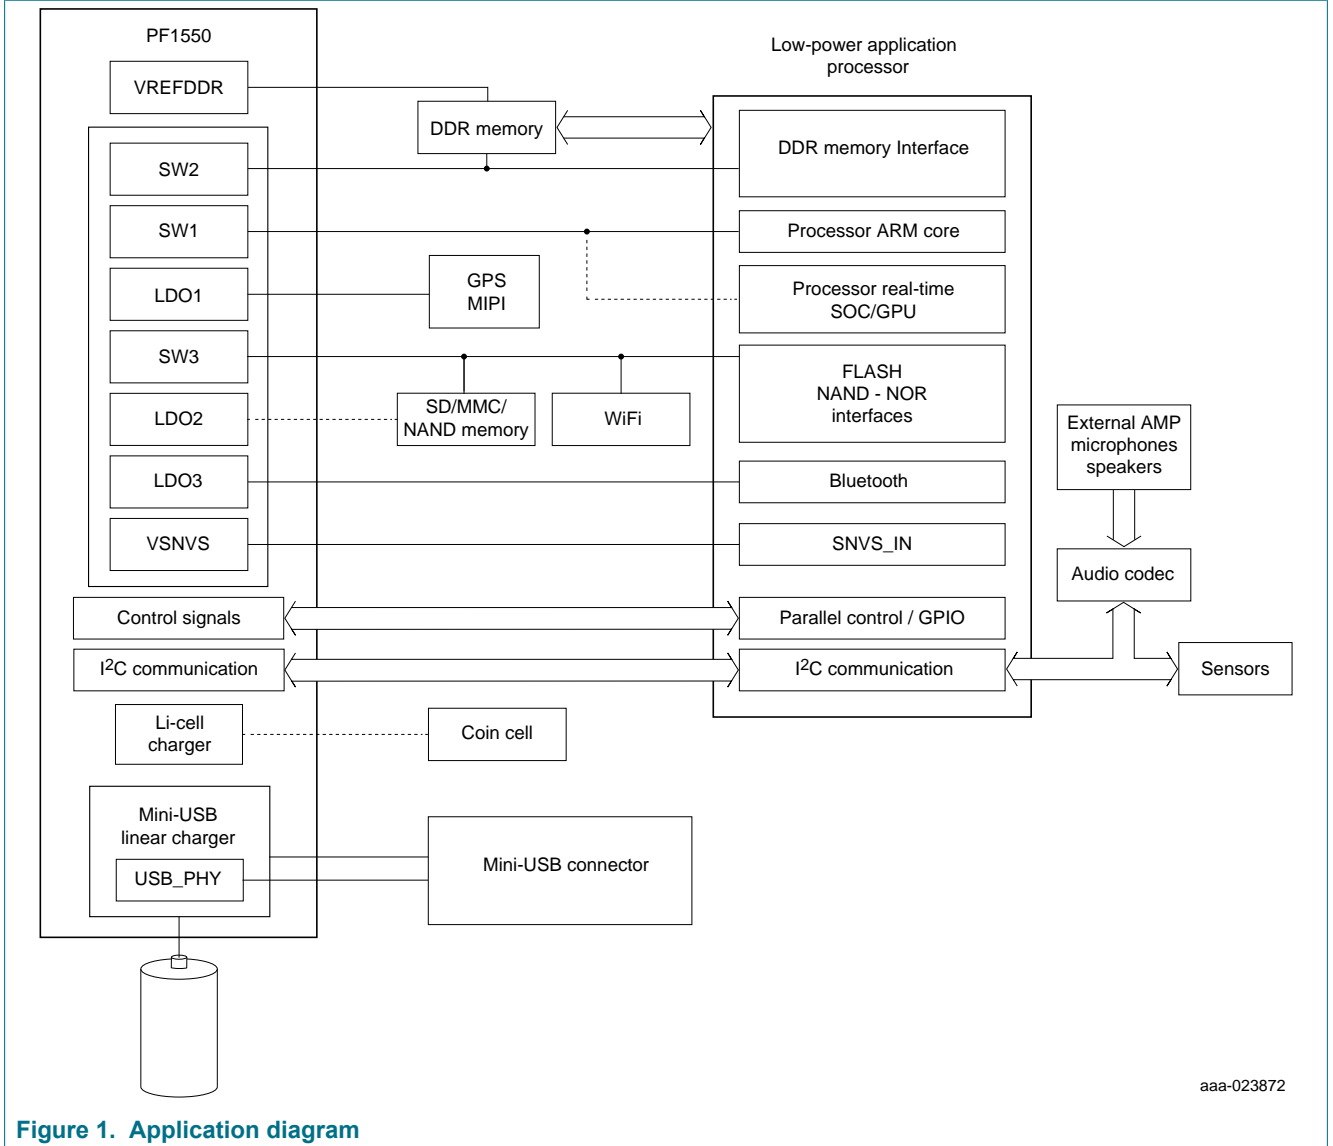 PF1550
Low-power application
processor
VREFDDR
DDR memory
DDR memory Interface
SW2
SW1
Processor ARM core
LDO1
GPS
MIPI
Processor real-time
SOC/GPU
SW3
FLASH
NAND - NOR
interfaces
LDO2
SD/MMC/
NAND memory
WiFi
External AMP
microphones
speakers
LDO3
Bluetooth
VSNVS
SNVS_IN
Audio codec
Control signals
Parallel control / GPIO
I2C communication
I2C communication
Sensors
Li-cell
charger
Coin cell
Mini-USB
linear charger
USB_PHY
Mini-USB connector
aaa-023872
Figure 1. Application diagram